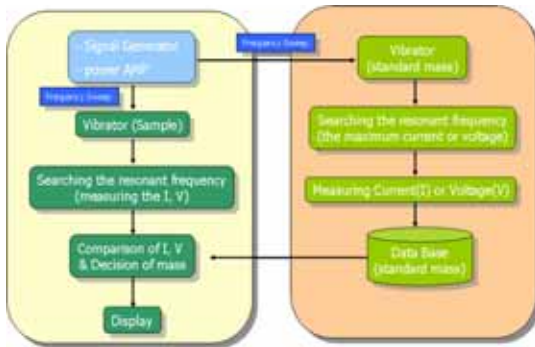 - Signal Generator
- power AMP
Frequency Sweep
Vibrator (Sample)
Searching the resonant frequency
(measuring the I, V)
Comparison of I, V
& Decision of mass
Display
Frequency Sweep
Vibrator
(standard mass)
Searching the resonant frequency
(the maximum current or voltage)
Measuring Current(I) or Voltage(V)
Data Base
(standard mass)